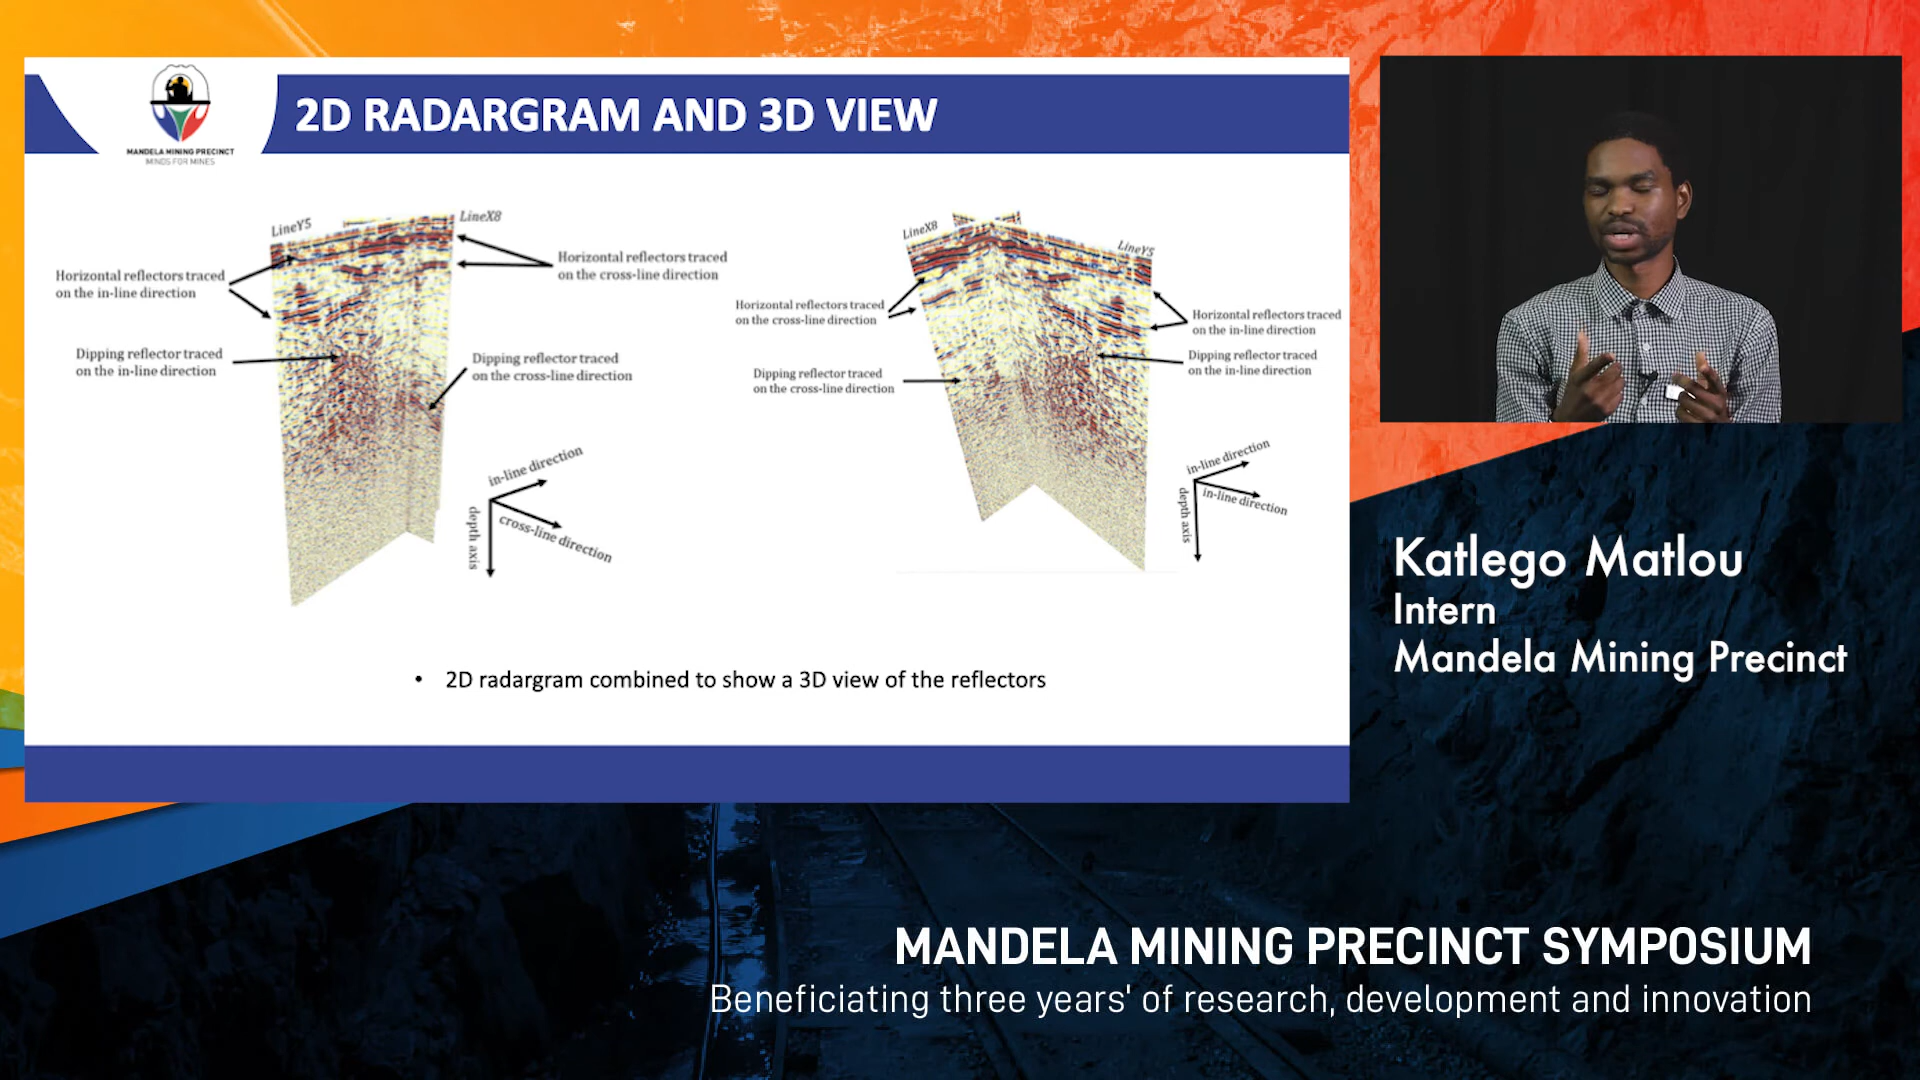 MANDELA MINING PRECINCT
MINDS FOR MINES
2D RADARGRAM AND 3D VIEW
LineY5
LineX8
Horizontal reflectors traced
on the in-line direction
Horizontal reflectors traced
on the cross-line direction
Dipping reflector traced
on the in-line direction
Dipping reflector traced
on the cross-line direction
in-line direction
cross-line direction
depth axis
LineX8
LineY5
Horizontal reflectors traced
on the cross-line direction
Horizontal reflectors traced
on the in-line direction
Dipping reflector traced
on the in-line direction
Dipping reflector traced
on the cross-line direction
in-line direction
in-line direction
depth axis
• 2D radargram combined to show a 3D view of the reflectors
Katlego Matlou
Intern
Mandela Mining Precinct
MANDELA MINING PRECINCT SYMPOSIUM
Beneficiating three years' of research, development and innovation